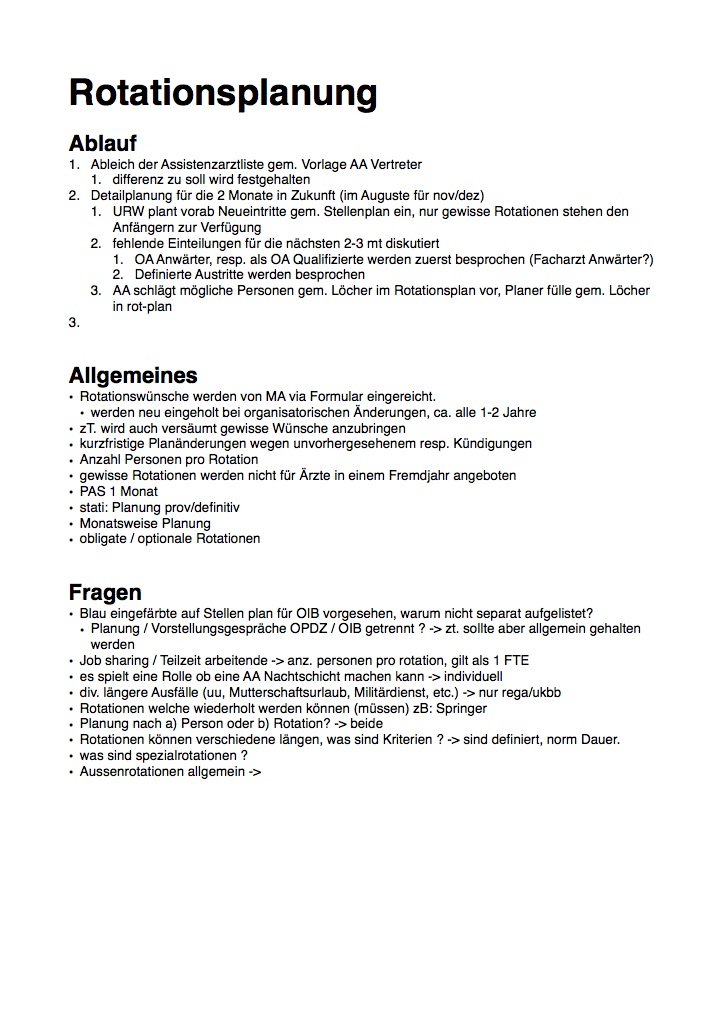 Rotationsplanung
Ablauf
1. Ableich der Assistenzarztliste gem. Vorlage AA Vertreter
1. differenz zu soll wird festgehalten
2. Detailplanung für die 2 Monate in Zukunft (im Auguste für nov/dez)
1. URW plant vorab Neueintritte gem. Stellenplan ein, nur gewisse Rotationen stehen den
Anfängern zur Verfügung
2. fehlende Einteilungen für die nächsten 2-3 mt diskutiert
1. OA Anwärter, resp. als OA Qualifizierte werden zuerst besprochen (Facharzt Anwärter?)
2. Definierte Austritte werden besprochen
3. AA schlägt mögliche Personen gem. Löcher im Rotationsplan vor, Planer fülle gem. Löcher
in rot-plan
3.
Allgemeines
• Rotationswünsche werden von MA via Formular eingereicht.
• werden neu eingeholt bei organisatorischen Änderungen, ca. alle 1-2 Jahre
• zT. wird auch versäumt gewisse Wünsche anzubringen
• kurzfristige Planänderungen wegen unvorhergesehenem resp. Kündigungen
• Anzahl Personen pro Rotation
• gewisse Rotationen werden nicht für Ärzte in einem Fremdjahr angeboten
• PAS 1 Monat
• stati: Planung prov/definitiv
• Monatsweise Planung
• obligate / optionale Rotationen
Fragen
• Blau eingefärbte auf Stellen plan für OIB vorgesehen, warum nicht separat aufgelistet?
• Planung / Vorstellungsgespräche OPDZ / OIB getrennt ? -> zt. sollte aber allgemein gehalten
werden
• Job sharing / Teilzeit arbeitende -> anz. personen pro rotation, gilt als 1 FTE
• es spielt eine Rolle ob eine AA Nachtschicht machen kann -> individuell
• div. längere Ausfälle (uu, Mutterschaftsurlaub, Militärdienst, etc.) -> nur rega/ukbb
• Rotationen welche wiederholt werden können (müssen) zB: Springer
• Planung nach a) Person oder b) Rotation? -> beide
• Rotationen können verschiedene längen, was sind Kriterien ? -> sind definiert, norm Dauer.
• was sind spezialrotationen ?
• Aussenrotationen allgemein ->